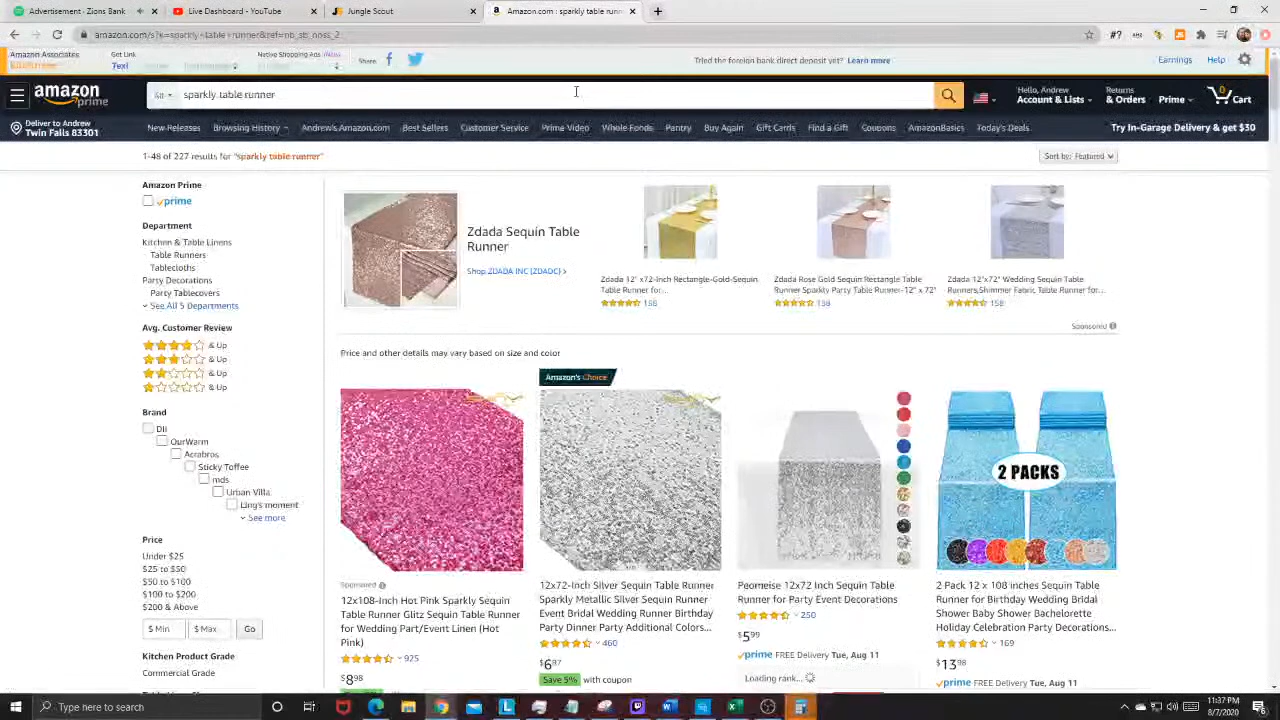 Advertisement - Zions Bank
Live Dashboard - YouTube
Jungle Scout
Amazon.com : sparkly table runn
amazon.com/s?k=sparkly+table+runner&ref=nb_sb_noss_2
Amazon Associates
Get Link
Text
Native Shopping Ads
Share:
Tried the foreign bank direct deposit yet? Learn more
Earnings
Help
amazon prime
All
sparkly table runner
Hello, Andrew
Account & Lists
Returns
& Orders
Prime
0
Cart
Deliver to Andrew
Twin Falls 83301
New Releases
Browsing History
Andrew's Amazon.com
Best Sellers
Customer Service
Prime Video
Whole Foods
Pantry
Buy Again
Gift Cards
Find a Gift
Coupons
AmazonBasics
Today's Deals
Try In-Garage Delivery & get $30
1-48 of 227 results for "sparkly table runner"
Sort by: Featured
Amazon Prime
prime
Department
Kitchen & Table Linens
Table Runners
Tablecloths
Party Decorations
Party Tablecovers
See All 5 Departments
Avg. Customer Review
& Up
& Up
& Up
& Up
Brand
DII
OurWarm
Acrabros
Sticky Toffee
mds
Urban Villa
Ling's moment
See more
Price
Under $25
$25 to $50
$50 to $100
$100 to $200
$200 & Above
$ Min
$ Max
Go
Kitchen Product Grade
Commercial Grade
Zdada Sequin Table
Runner
Shop ZDADA INC (ZDADC) >
Zdada 12" x72-Inch Rectangle-Gold-Sequin
Table Runner for...
158
Zdada Rose Gold Sequin Rectangle Table
Runner Sparkly Party Table Runner-12" x 72"
158
Zdada 12"x72" Wedding Sequin Table
Runners,Shimmer Fabric Table Runner for...
158
Sponsored
Price and other details may vary based on size and color
Sponsored
12x108-Inch Hot Pink Sparkly Sequin
Table Runner Glitz Sequin Table Runner
for Wedding Part/Event Linen (Hot
Pink)
925
$8.98
Amazon's Choice
12x72-Inch Silver Sequin Table Runner
Sparkly Metallic Silver Sequin Runner
Event Bridal Wedding Runner Birthday
Party Dinner Party Additional Colors...
460
$6.87
Save 5% with coupon
Peomeise 12x72 Inch Sequin Table
Runner for Party Event Decorations
250
$5.99
prime FREE Delivery Tue, Aug 11
Loading rank...
2 PACKS
2 Pack 12 x 108 inches Sequin Table
Runner for Birthday Wedding Bridal
Shower Baby Shower Bachelorette
Holiday Celebration Party Decorations...
169
$13.98
prime FREE Delivery Tue, Aug 11
Type here to search
11:37 PM
8/7/2020